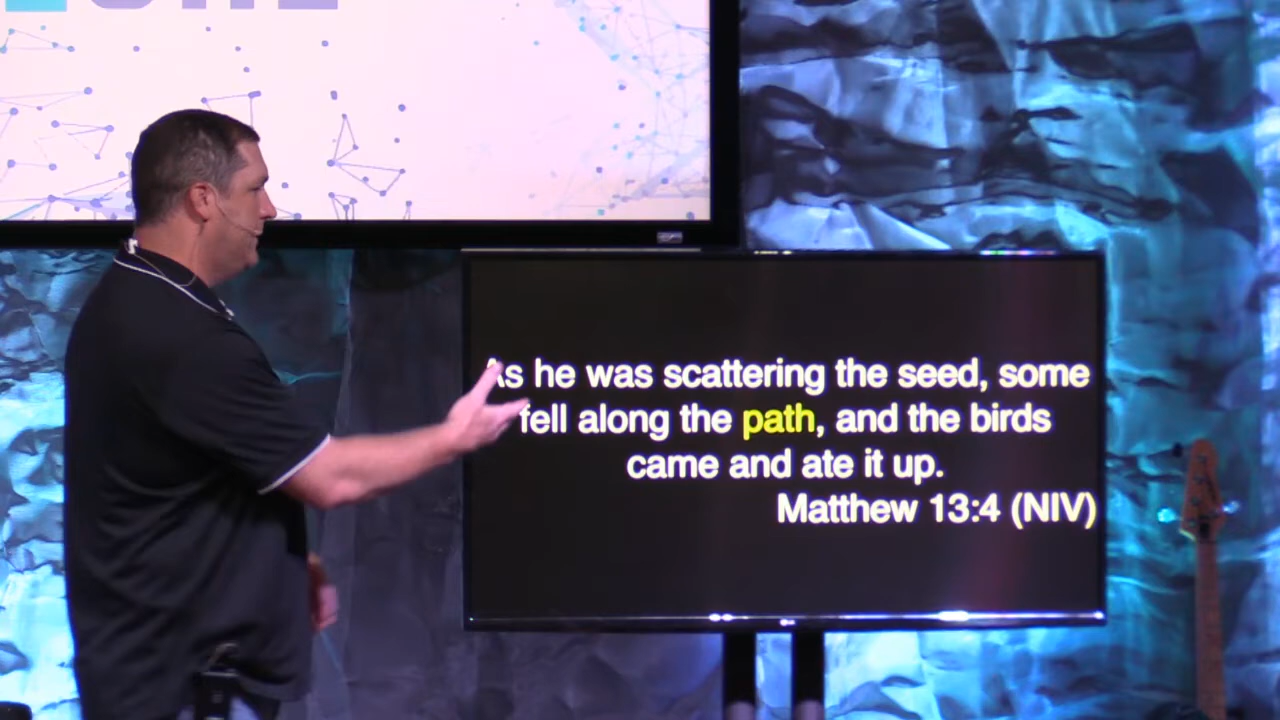 As he was scattering the seed, some
fell along the path, and the birds
came and ate it up.
Matthew 13:4 (NIV)